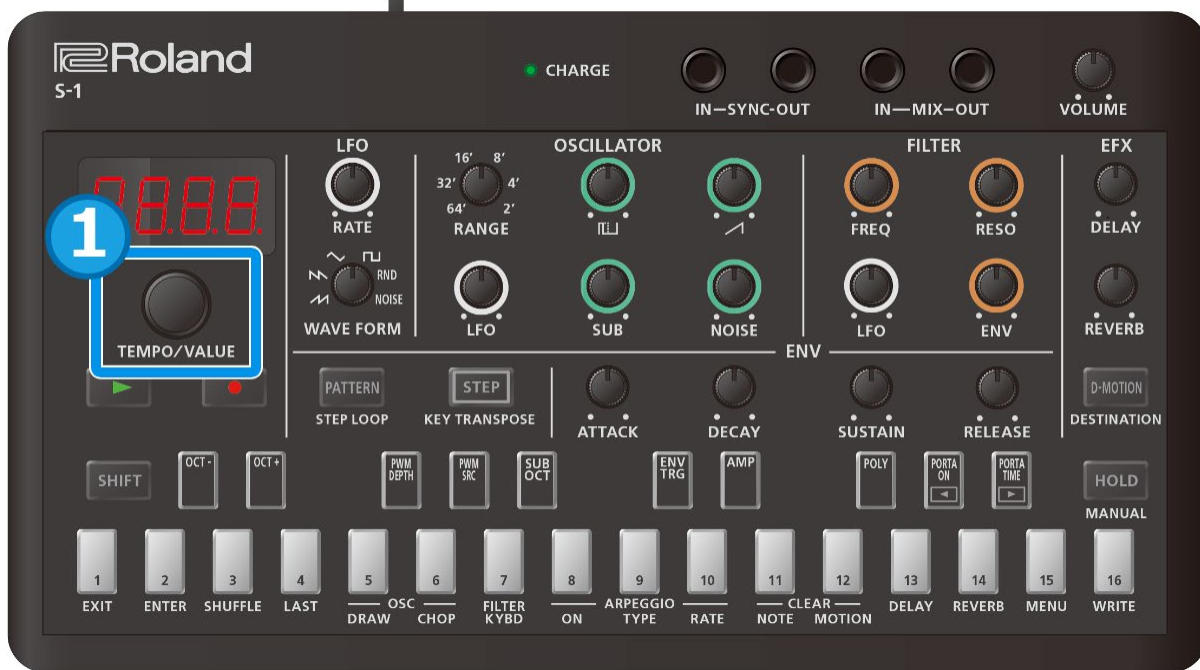 Roland
S-1
CHARGE
IN-SYNC-OUT
IN-MIX-OUT
VOLUME
8.8.8.8.
1
TEMPO/VALUE
LFO
RATE
RND
NOISE
WAVE FORM
OSCILLATOR
16’ 8’
32’ 4’
64’ 2’
RANGE
LFO
SUB
NOISE
FILTER
FREQ
RESO
LFO
ENV
EFX
DELAY
REVERB
ENV
PATTERN
STEP LOOP
STEP
KEY TRANSPOSE
ATTACK
DECAY
SUSTAIN
RELEASE
D-MOTION
DESTINATION
SHIFT
OCT -
OCT +
PWM
DEPTH
PWM
SRC
SUB
OCT
ENV
TRG
AMP
POLY
PORTA
ON
PORTA
TIME
HOLD
MANUAL
1 2 3 4 5 6 7 8 9 10 11 12 13 14 15 16
EXIT ENTER SHUFFLE LAST
OSC
DRAW CHOP
FILTER
KYBD
ARPEGGIO
ON TYPE RATE
CLEAR
NOTE MOTION
DELAY REVERB MENU WRITE